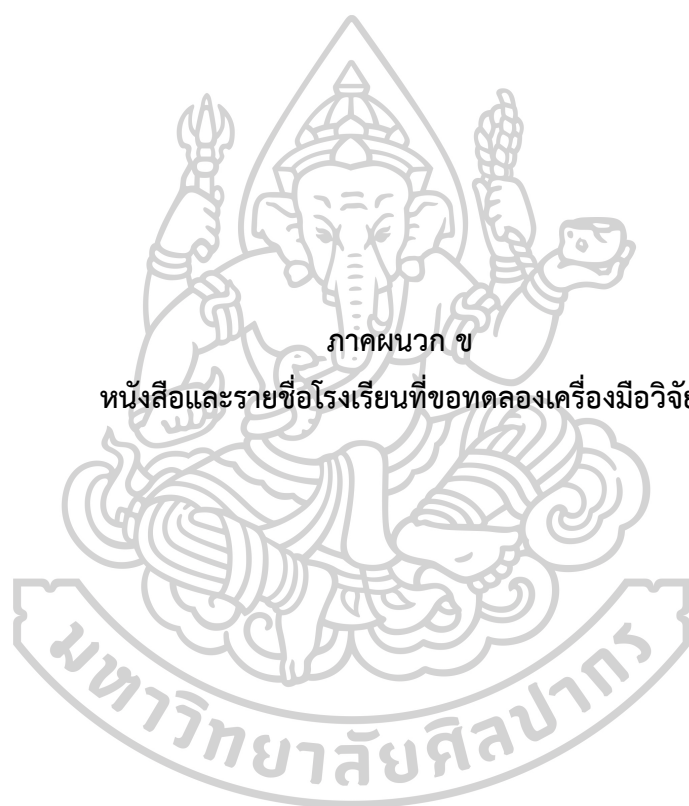 ภาคผนวก ข
หนังสือและรายชื่อโรงเรียนที่ขอทดลองเครื่องมือวิจัย
มหาวิทยาลัยศิลปากร